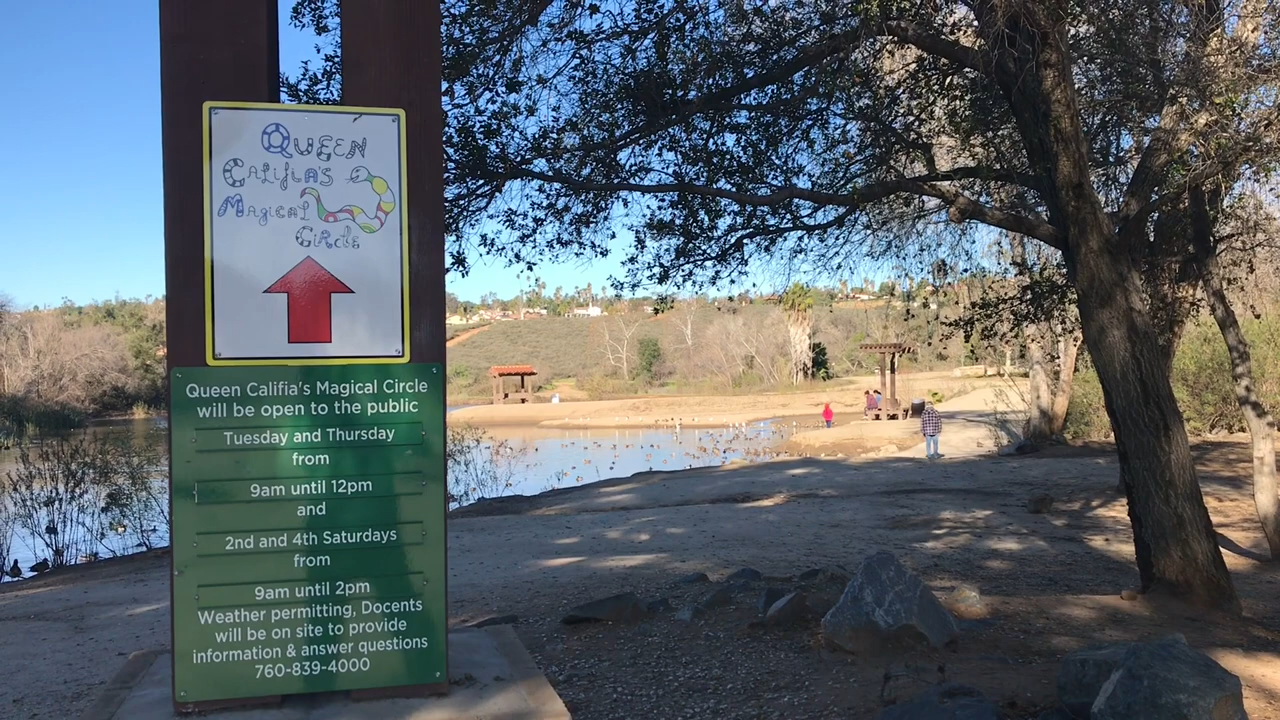 QUEEN
CALIFIA'S
MAGICAL
CIRCLE
Queen Califia's Magical Circle
will be open to the public
Tuesday and Thursday
from
9am until 12pm
and
2nd and 4th Saturdays
from
9am until 2pm
Weather permitting, Docents
will be on site to provide
information & answer questions
760-839-4000